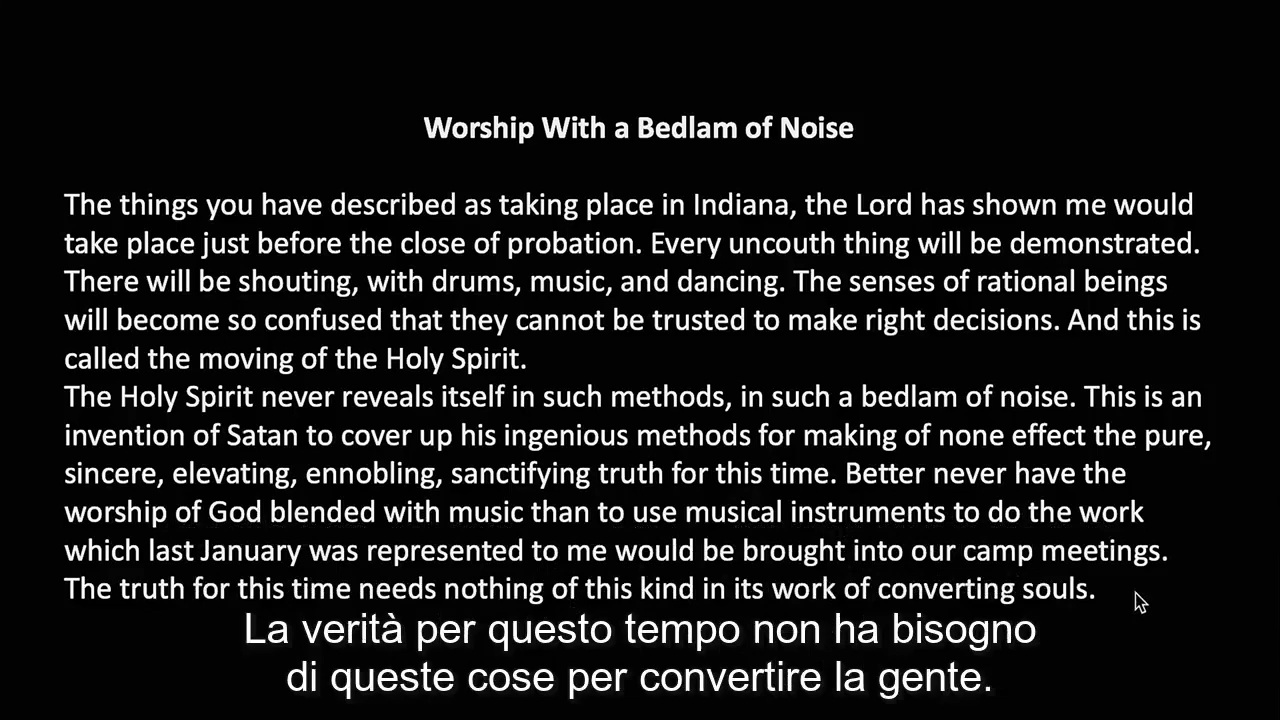 Worship With a Bedlam of Noise
The things you have described as taking place in Indiana, the Lord has shown me would
take place just before the close of probation. Every uncouth thing will be demonstrated.
There will be shouting, with drums, music, and dancing. The senses of rational beings
will become so confused that they cannot be trusted to make right decisions. And this is
called the moving of the Holy Spirit.
The Holy Spirit never reveals itself in such methods, in such a bedlam of noise. This is an
invention of Satan to cover up his ingenious methods for making of none effect the pure,
sincere, elevating, ennobling, sanctifying truth for this time. Better never have the
worship of God blended with music than to use musical instruments to do the work
which last January was represented to me would be brought into our camp meetings.
The truth for this time needs nothing of this kind in its work of converting souls.
La verità per questo tempo non ha bisogno
di queste cose per convertire la gente.